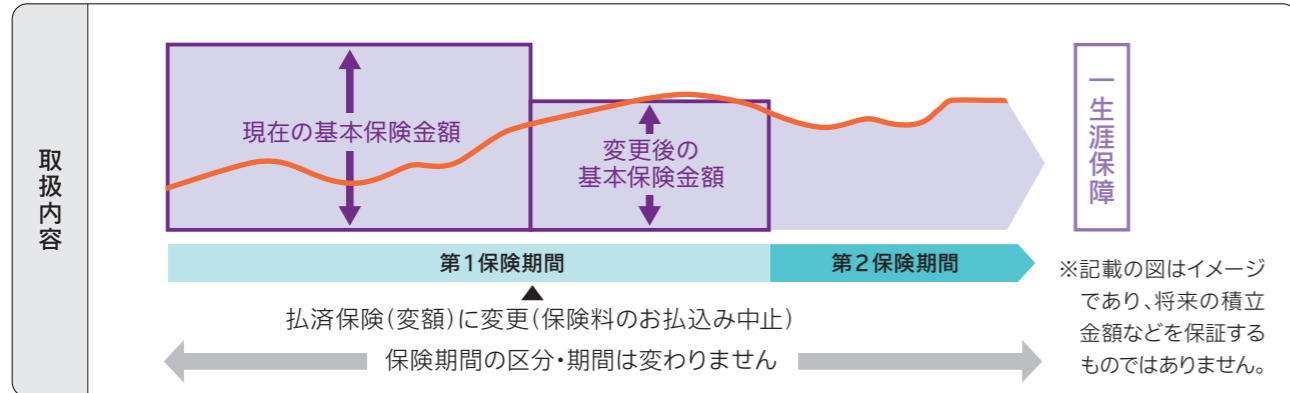 取扱内容
現在の基本保険金額
変更後の
基本保険金額
一生涯保障
第1保険期間
第2保険期間
払済保険(変額)に変更(保険料のお払込み中止)
保険期間の区分・期間は変わりません
※記載の図はイメージ
であり、将来の積立
金額などを保証する
ものではありません。